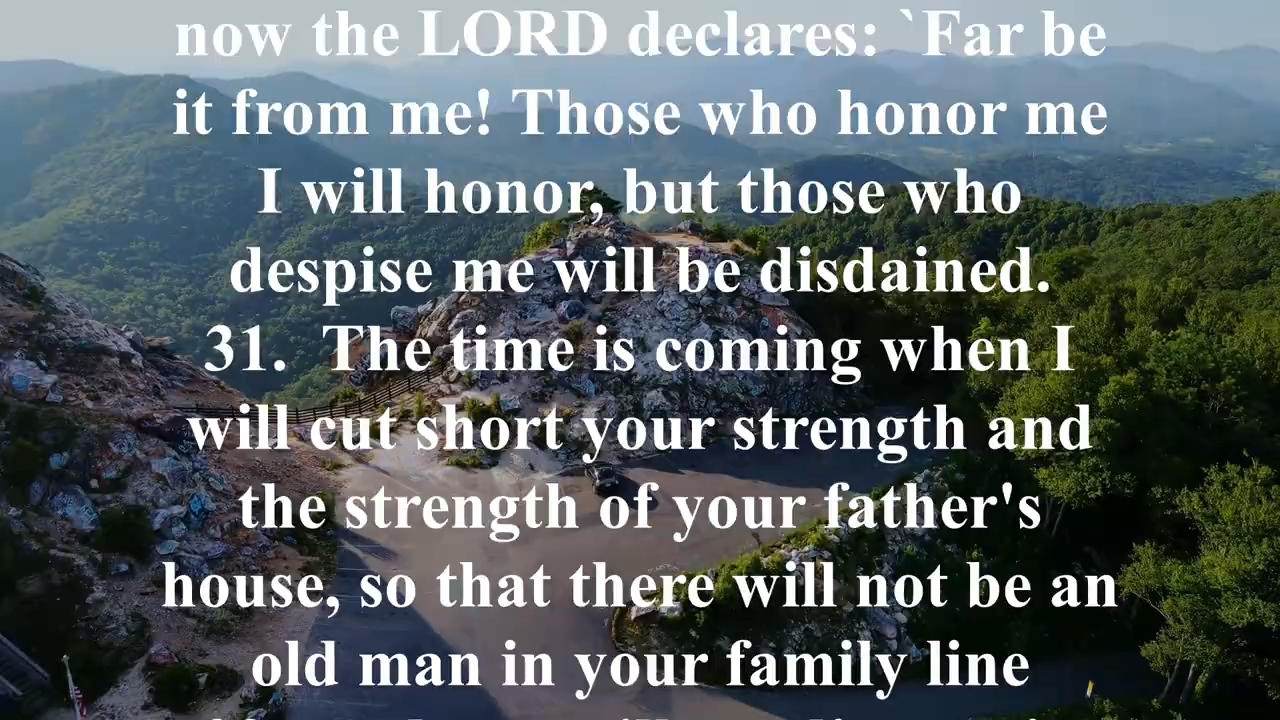 now the LORD declares: `Far be
it from me! Those who honor me
I will honor, but those who
despise me will be disdained.
31.  The time is coming when I
will cut short your strength and
the strength of your father's
house, so that there will not be an
old man in your family line